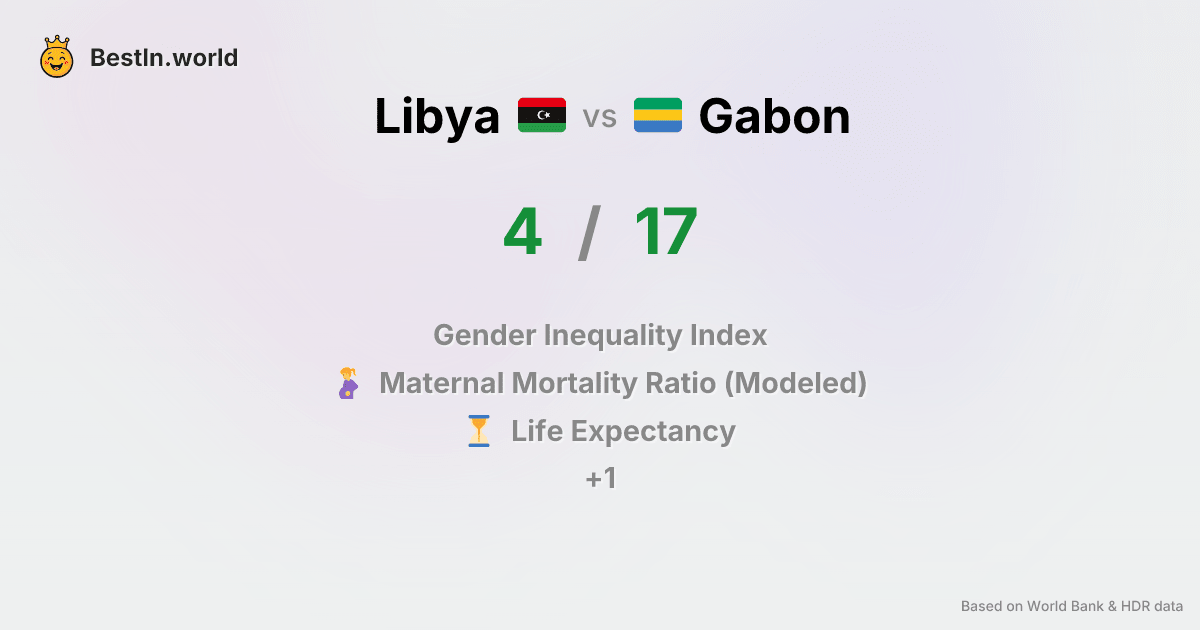 BestIn.world
Libya vs Gabon
4 / 17
Gender Inequality Index
Maternal Mortality Ratio (Modeled)
Life Expectancy
+1
Based on World Bank & HDR data